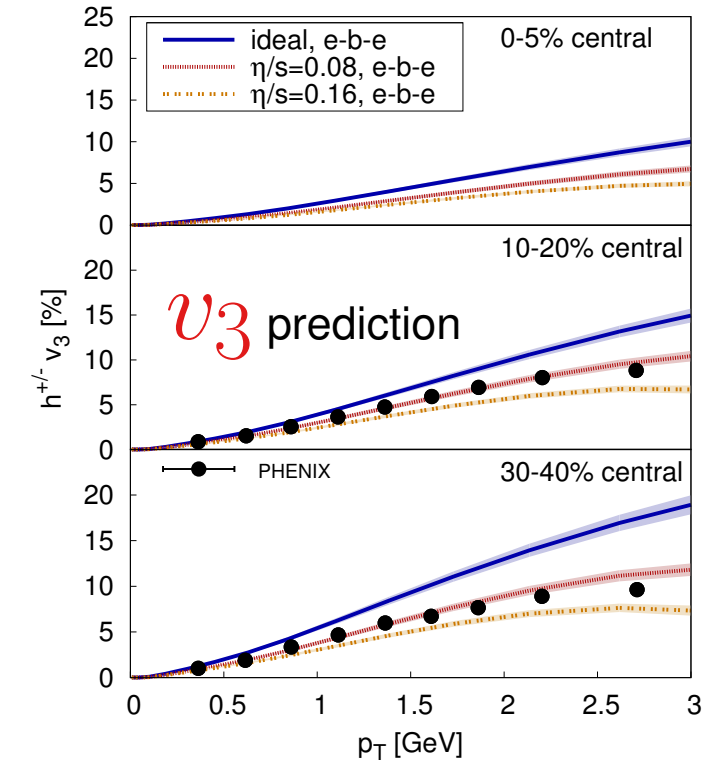 25
20
15
10
5
0
ideal, e-b-e
η/s=0.08, e-b-e
η/s=0.16, e-b-e
0-5% central
20
15
10
5
0
10-20% central
v3 prediction
h+/- v3 [%]
20
15
10
5
0
PHENIX
30-40% central
0 0.5 1 1.5 2 2.5 3
pT [GeV]